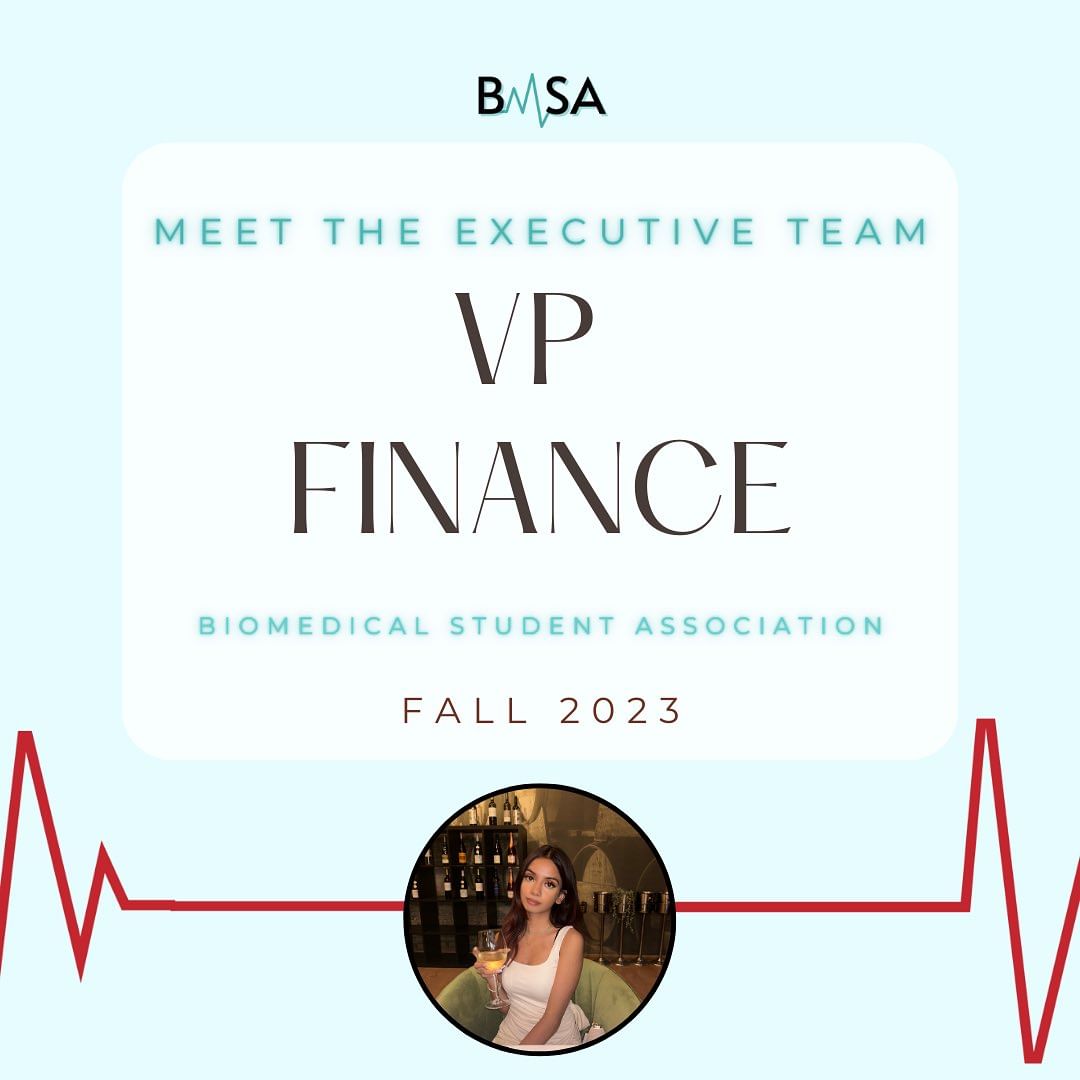 BMSA
MEET THE EXECUTIVE TEAM
VP
FINANCE
BIOMEDICAL STUDENT ASSOCIATION
FALL 2023